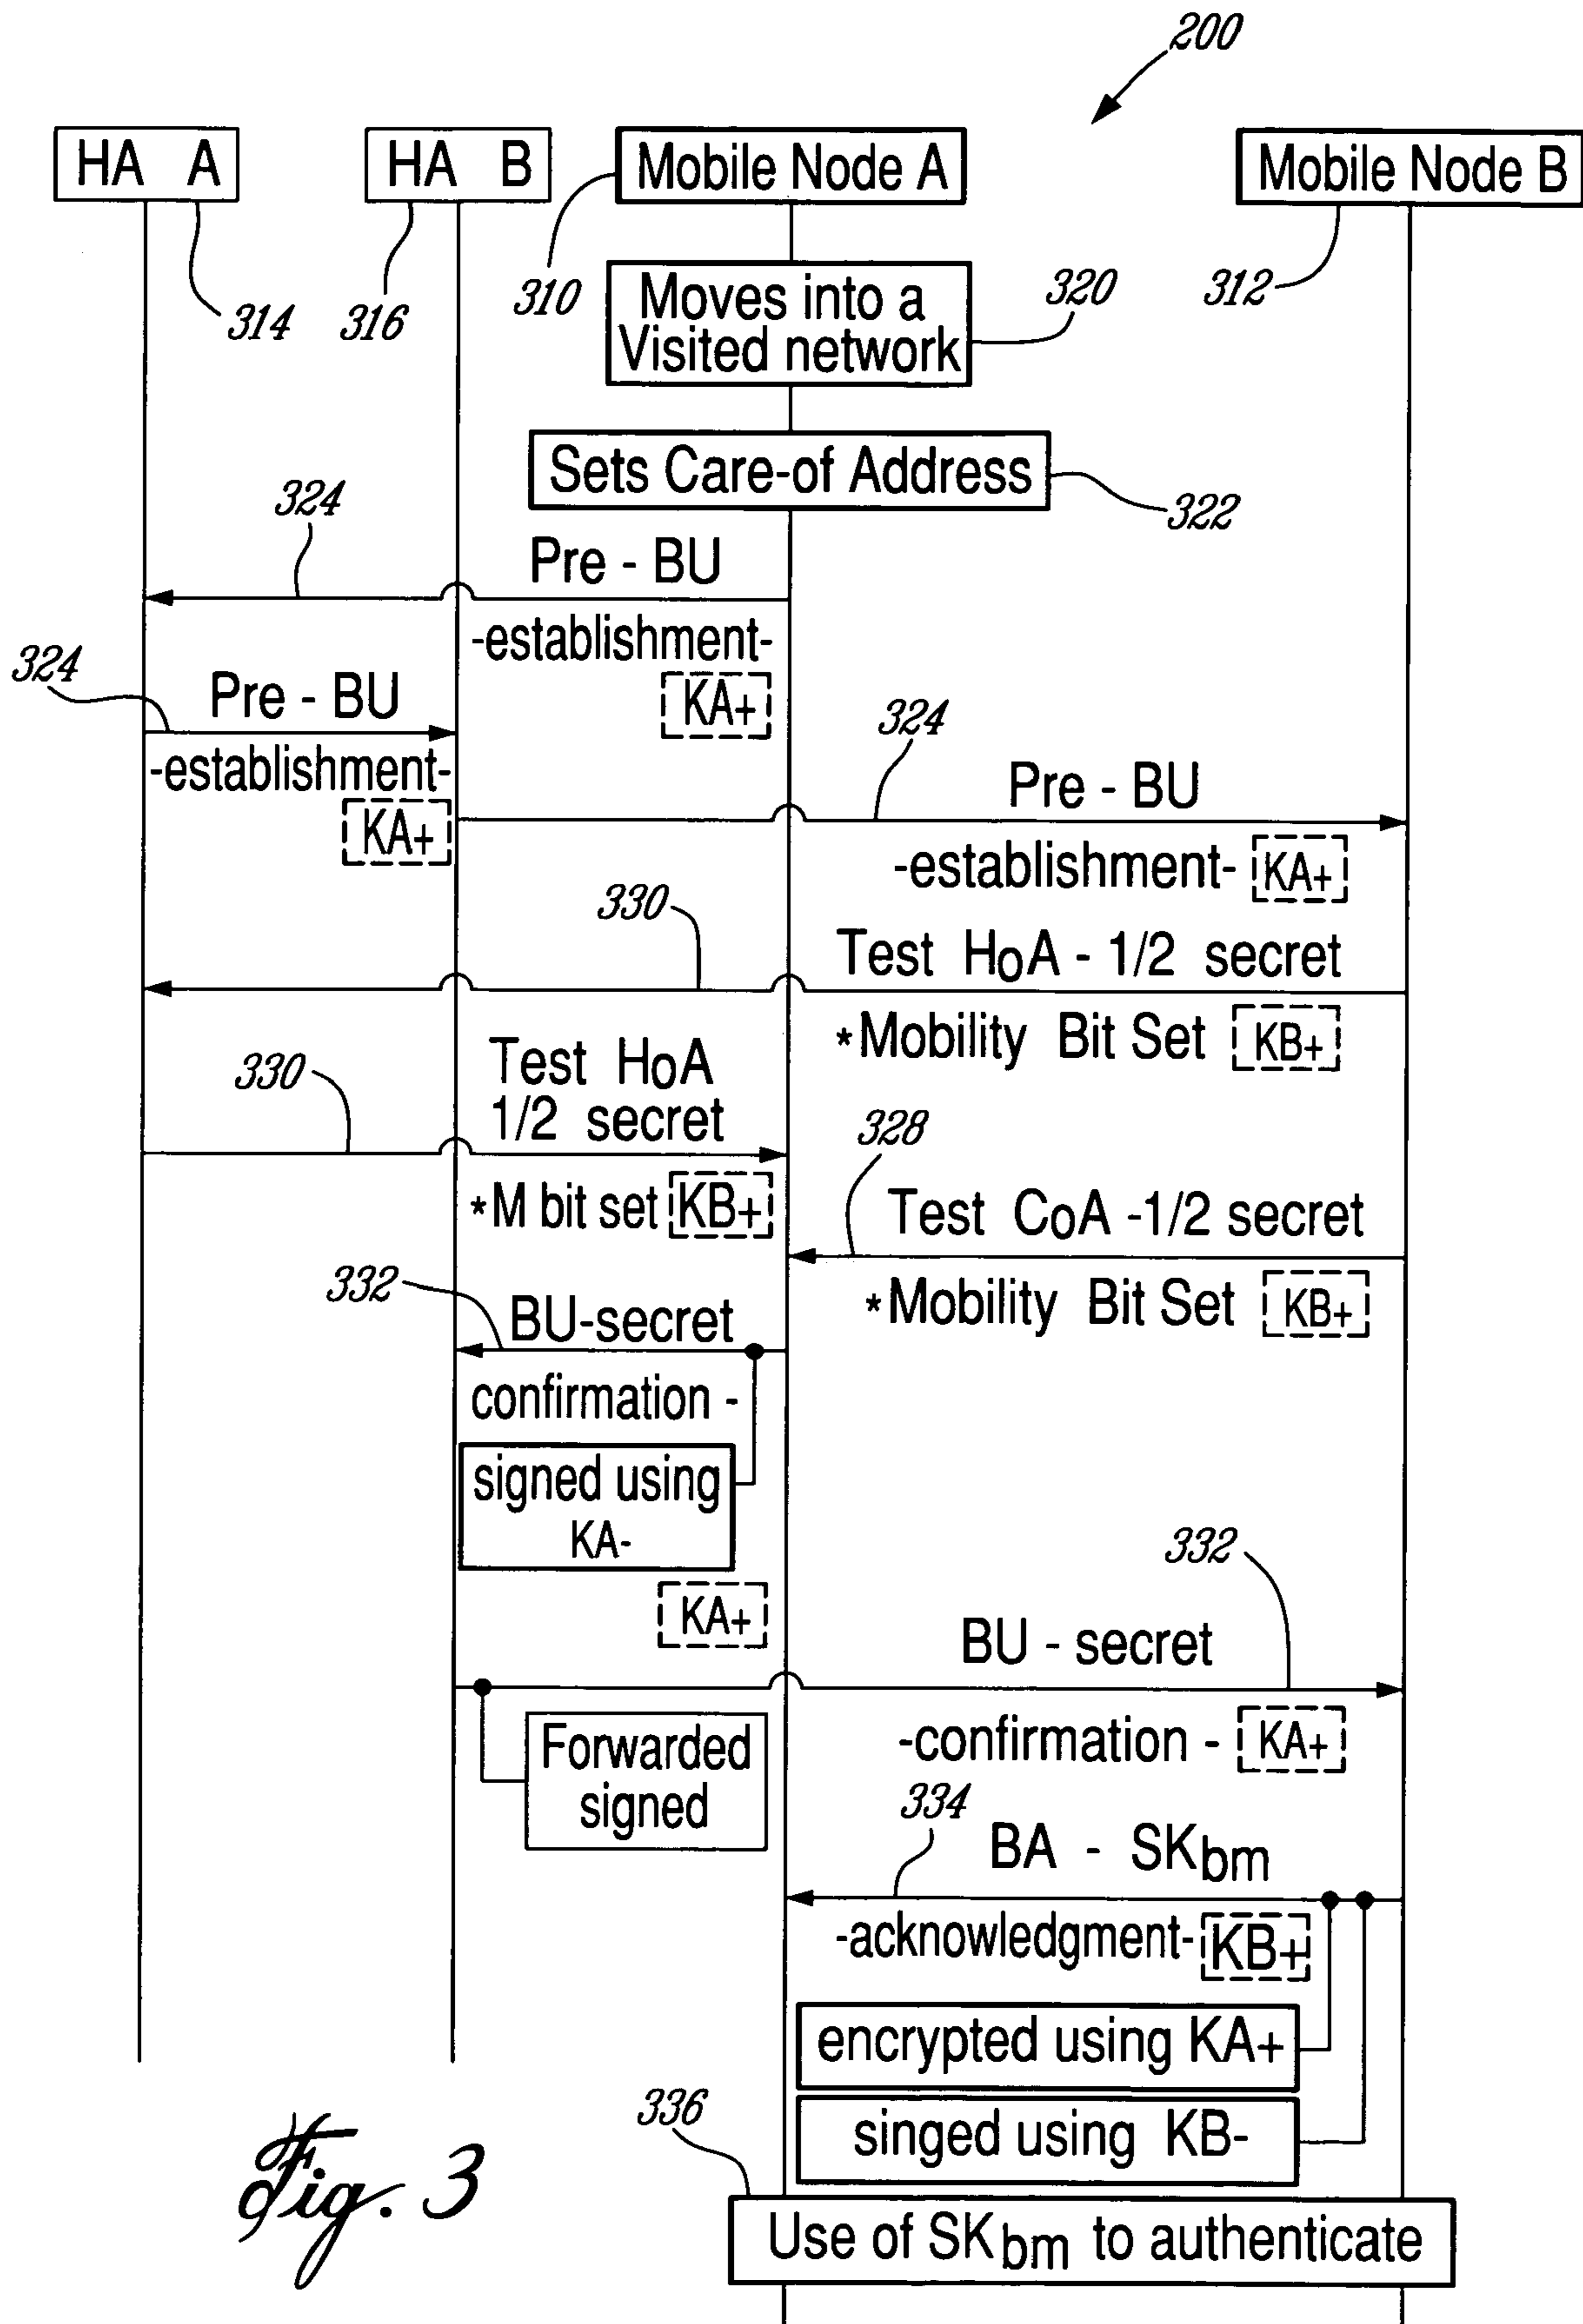 200
HA A
HA B
Mobile Node A
Mobile Node B
314
316
310
312
Moves into a
Visited network
320
Sets Care-of Address
322
324
Pre - BU
-establishment-
KA+
324
Pre - BU
-establishment-
KA+
324
Pre - BU
-establishment-
KA+
330
Test HoA - 1/2 secret
*Mobility Bit Set
KB+
330
Test HoA
1/2 secret
*M bit set
KB+
328
Test CoA -1/2 secret
*Mobility Bit Set
KB+
332
BU-secret
confirmation -
signed using
KA-
KA+
332
BU - secret
-confirmation -
KA+
Forwarded
signed
334
BA - SKbm
-acknowledgment-
KB+
encrypted using KA+
singed using KB-
336
Use of SKbm to authenticate
Fig. 3